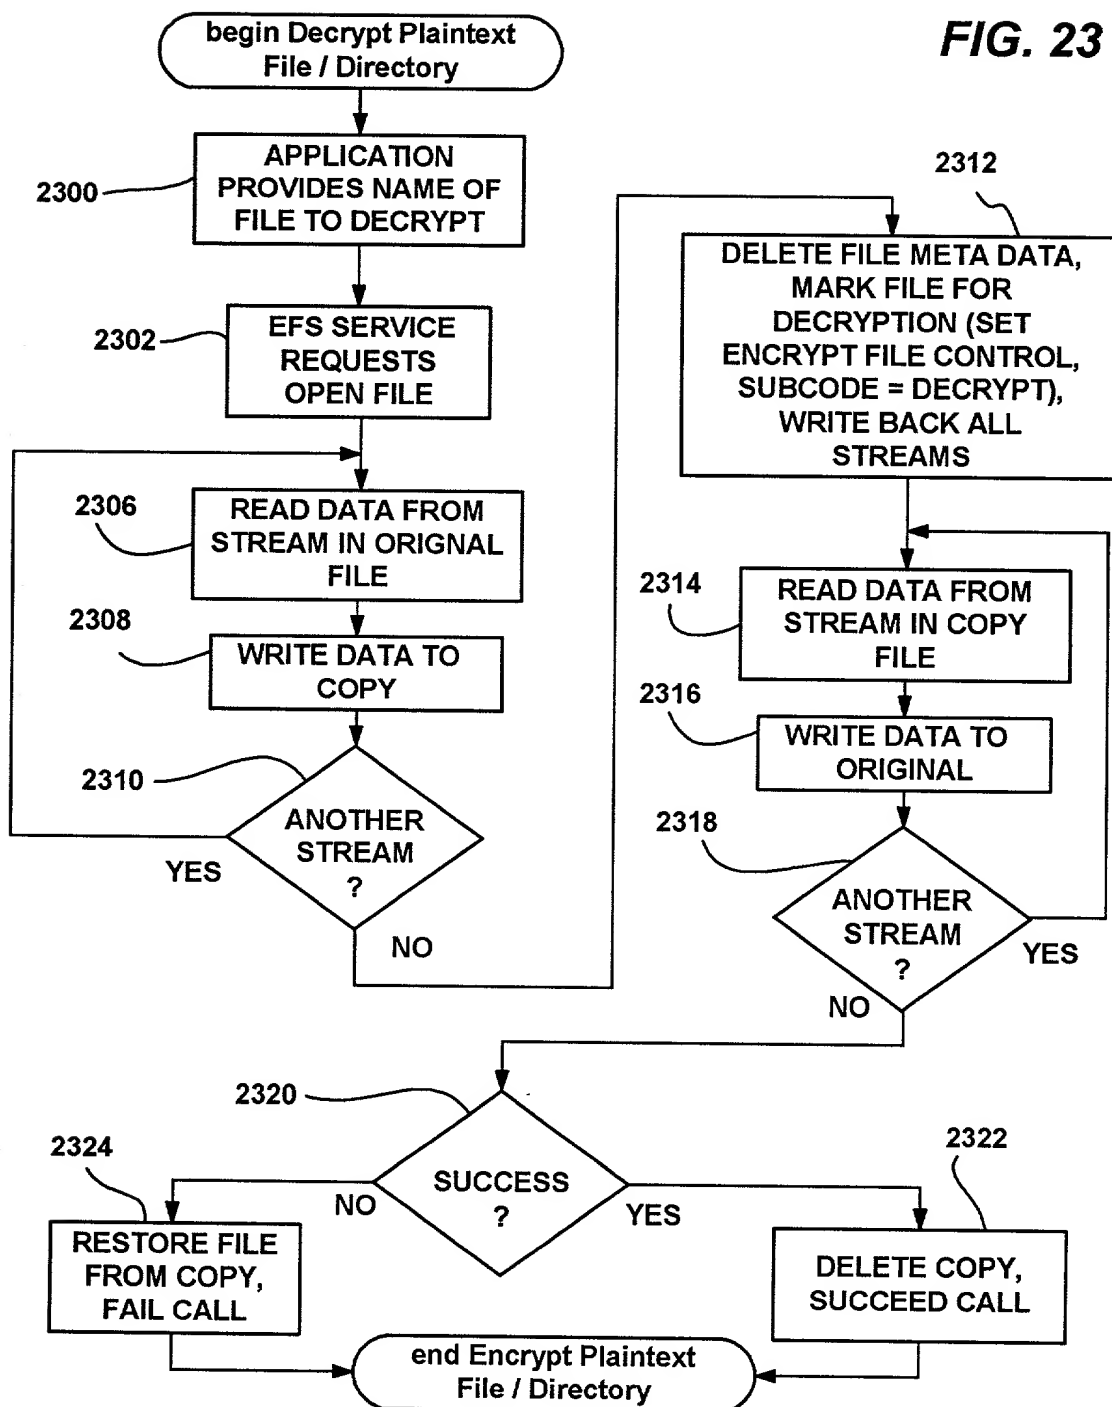 FIG. 23
begin Decrypt Plaintext
File / Directory
2300
APPLICATION
PROVIDES NAME OF
FILE TO DECRYPT
2302
EFS SERVICE
REQUESTS
OPEN FILE
2306
READ DATA FROM
STREAM IN ORIGNAL
FILE
2308
WRITE DATA TO
COPY
2310
ANOTHER
STREAM
?
YES
NO
2312
DELETE FILE META DATA,
MARK FILE FOR
DECRYPTION (SET
ENCRYPT FILE CONTROL,
SUBCODE = DECRYPT),
WRITE BACK ALL
STREAMS
2314
READ DATA FROM
STREAM IN COPY
FILE
2316
WRITE DATA TO
ORIGINAL
2318
ANOTHER
STREAM
?
YES
NO
2320
SUCCESS
?
NO
YES
2324
RESTORE FILE
FROM COPY,
FAIL CALL
2322
DELETE COPY,
SUCCEED CALL
end Encrypt Plaintext
File / Directory